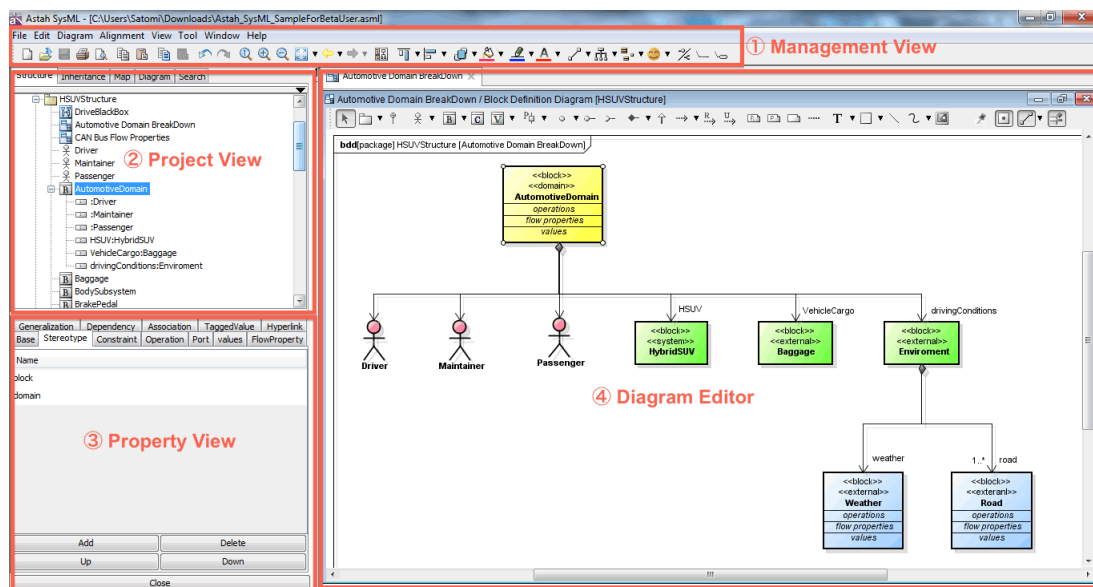 Astah SysML - [C:\Users\Satomi\Downloads\Astah_SysML_SampleForBetaUser.asml]
File Edit Diagram Alignment View Tool Window Help
① Management View
Structure Inheritance Map Diagram Search
HSUVStructure
DriveBlackBox
Automotive Domain BreakDown
CAN Bus Flow Properties
Driver
Maintainer
Passenger
② Project View
AutomotiveDomain
:Driver
:Maintainer
:Passenger
HSUV:HybridSUV
VehicleCargo:Baggage
drivingConditions:Enviroment
Baggage
BodySubsystem
BrakePedal
Generalization Dependency Association TaggedValue Hyperlink
Base Stereotype Constraint Operation Port values FlowProperty
Name
block
domain
③ Property View
Add Delete
Up Down
Close
Automotive Domain BreakDown
Automotive Domain BreakDown / Block Definition Diagram [HSUVStructure]
bdd[package] HSUVStructure [Automotive Domain BreakDown]
<<block>>
<<domain>>
AutomotiveDomain
operations
flow properties
values
HSUV
VehicleCargo
drivingConditions
Driver
Maintainer
Passenger
<<block>>
<<system>>
HybridSUV
<<block>>
<<external>>
Baggage
<<block>>
<<external>>
Enviroment
④ Diagram Editor
weather
1..* road
<<block>>
<<external>>
Weather
operations
flow properties
values
<<block>>
<<exteranl>>
Road
operations
flow properties
values